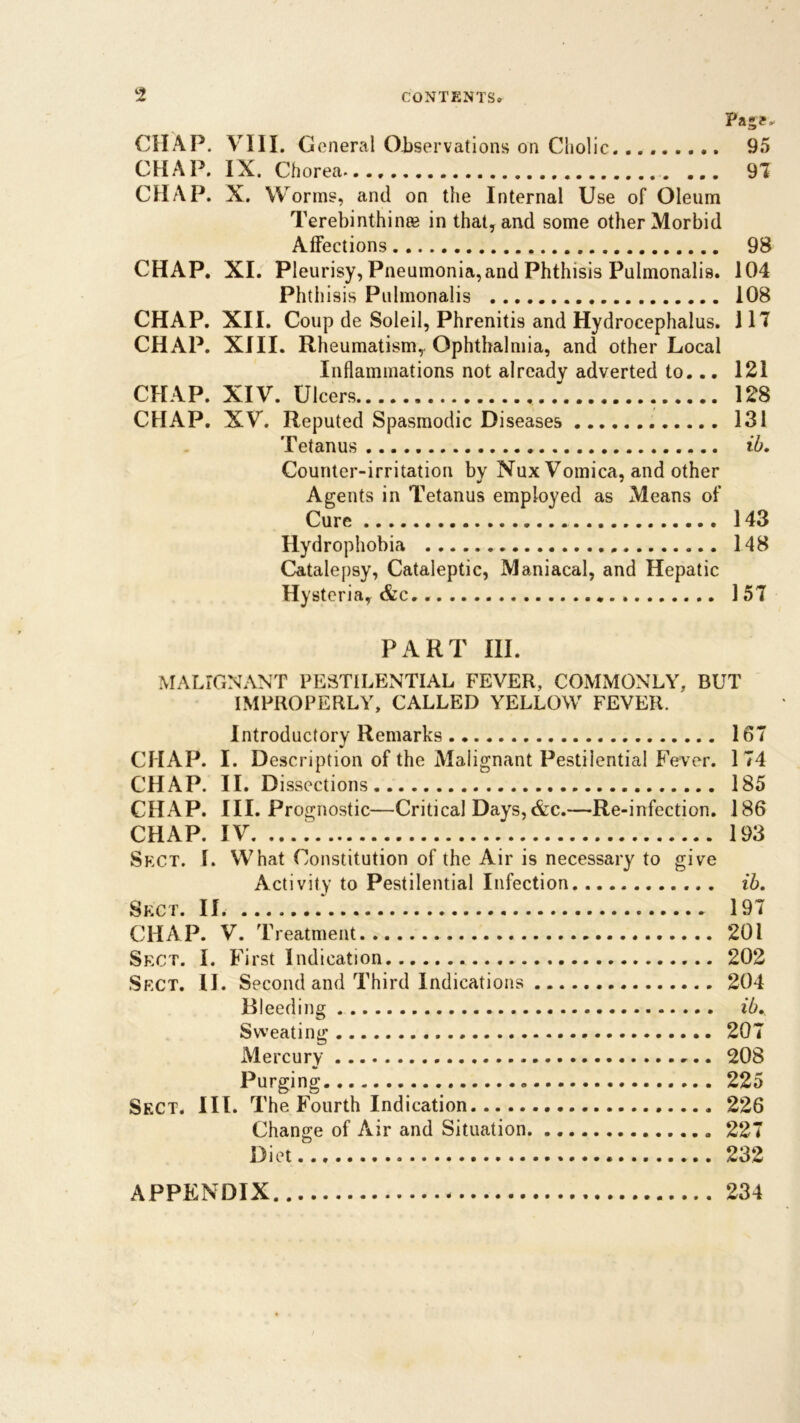 2 CONTENTS.
Page.
CHAP. VIII. General Observations on Cholic......... 95
CHAP. IX. Chorea........................... ... 97
CHAP. X. Worms, and on the Internal Use of Oleum
Terebinthinæ in that, and some other Morbid
Affections........................... 98
CHAP. XI. Pleurisy, Pneumonia, and Phthisis Pulmonalis. 104
Phthisis Pulmonalis ................... 108
CHAP. XII. Coup de Soleil, Phrenitis and Hydrocephalus. 117
CHAP. XIII. Rheumatism, Ophthalmia, and other Local
Inflammations not already adverted to... 121
CHAP. XIV. Ulcers............................. 128
CHAP. XV. Reputed Spasmodic Diseases ............ 131
Tetanus............................. ib.
Counter-irritation by Nux Vomica, and other
Agents in Tetanus employed as Means of
Cure............................. 143
Hydrophobia ........................ 148
Catalepsy, Cataleptic, Maniacal, and Hepatic
Hysteria, &c......................... 157
PART III.
MALIGNANT PESTILENTIAL FEVER, COMMONLY, BUT
IMPROPERLY, CALLED YELLOW FEVER.
Introductory Remarks...................... 167
CHAP. I. Description of the Malignant Pestilential Fever. 174
CHAP. II. Dissections............................ 185
CHAP. III. Prognostic—Critical Days, &c.—Re-infection. 186
CHAP. IV....................................... 193
SECT. I. What Constitution of the Air is necessary to give
Activity to Pestilential Infection............ ib.
SECT. II....................................... 197
CHAP. V. Treatment............................. 201
SECT. I. First Indication........................... 202
SECT. II. Second and Third Indications............... 204
Bleeding............................... ib.
Sweating............................... 207
Mercury............................... 208
Purging................................ 225
SECT. III. The Fourth Indication.................... 226
Change of Air and Situation............... 227
Diet.................................. 232
APPENDIX................................... 234